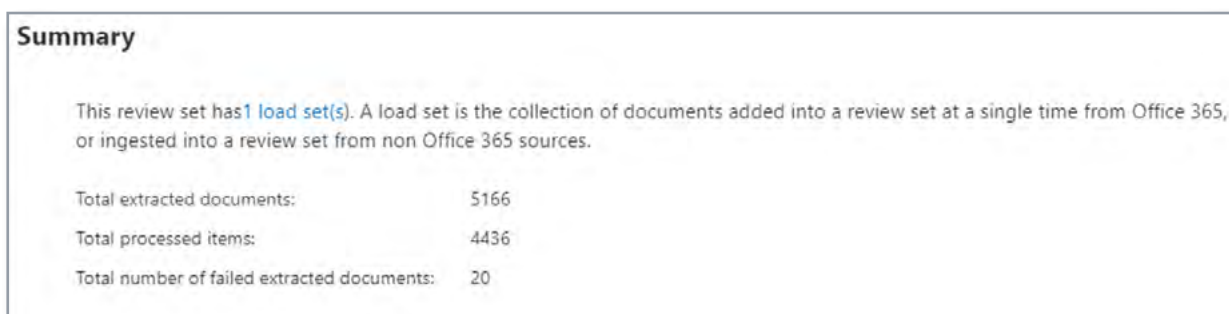 Summary
This review set has1 load set(s). A load set is the collection of documents added into a review set at a single time from Office 365,
or ingested into a review set from non Office 365 sources.
Total extracted documents: 5166
Total processed items: 4436
Total number of failed extracted documents: 20